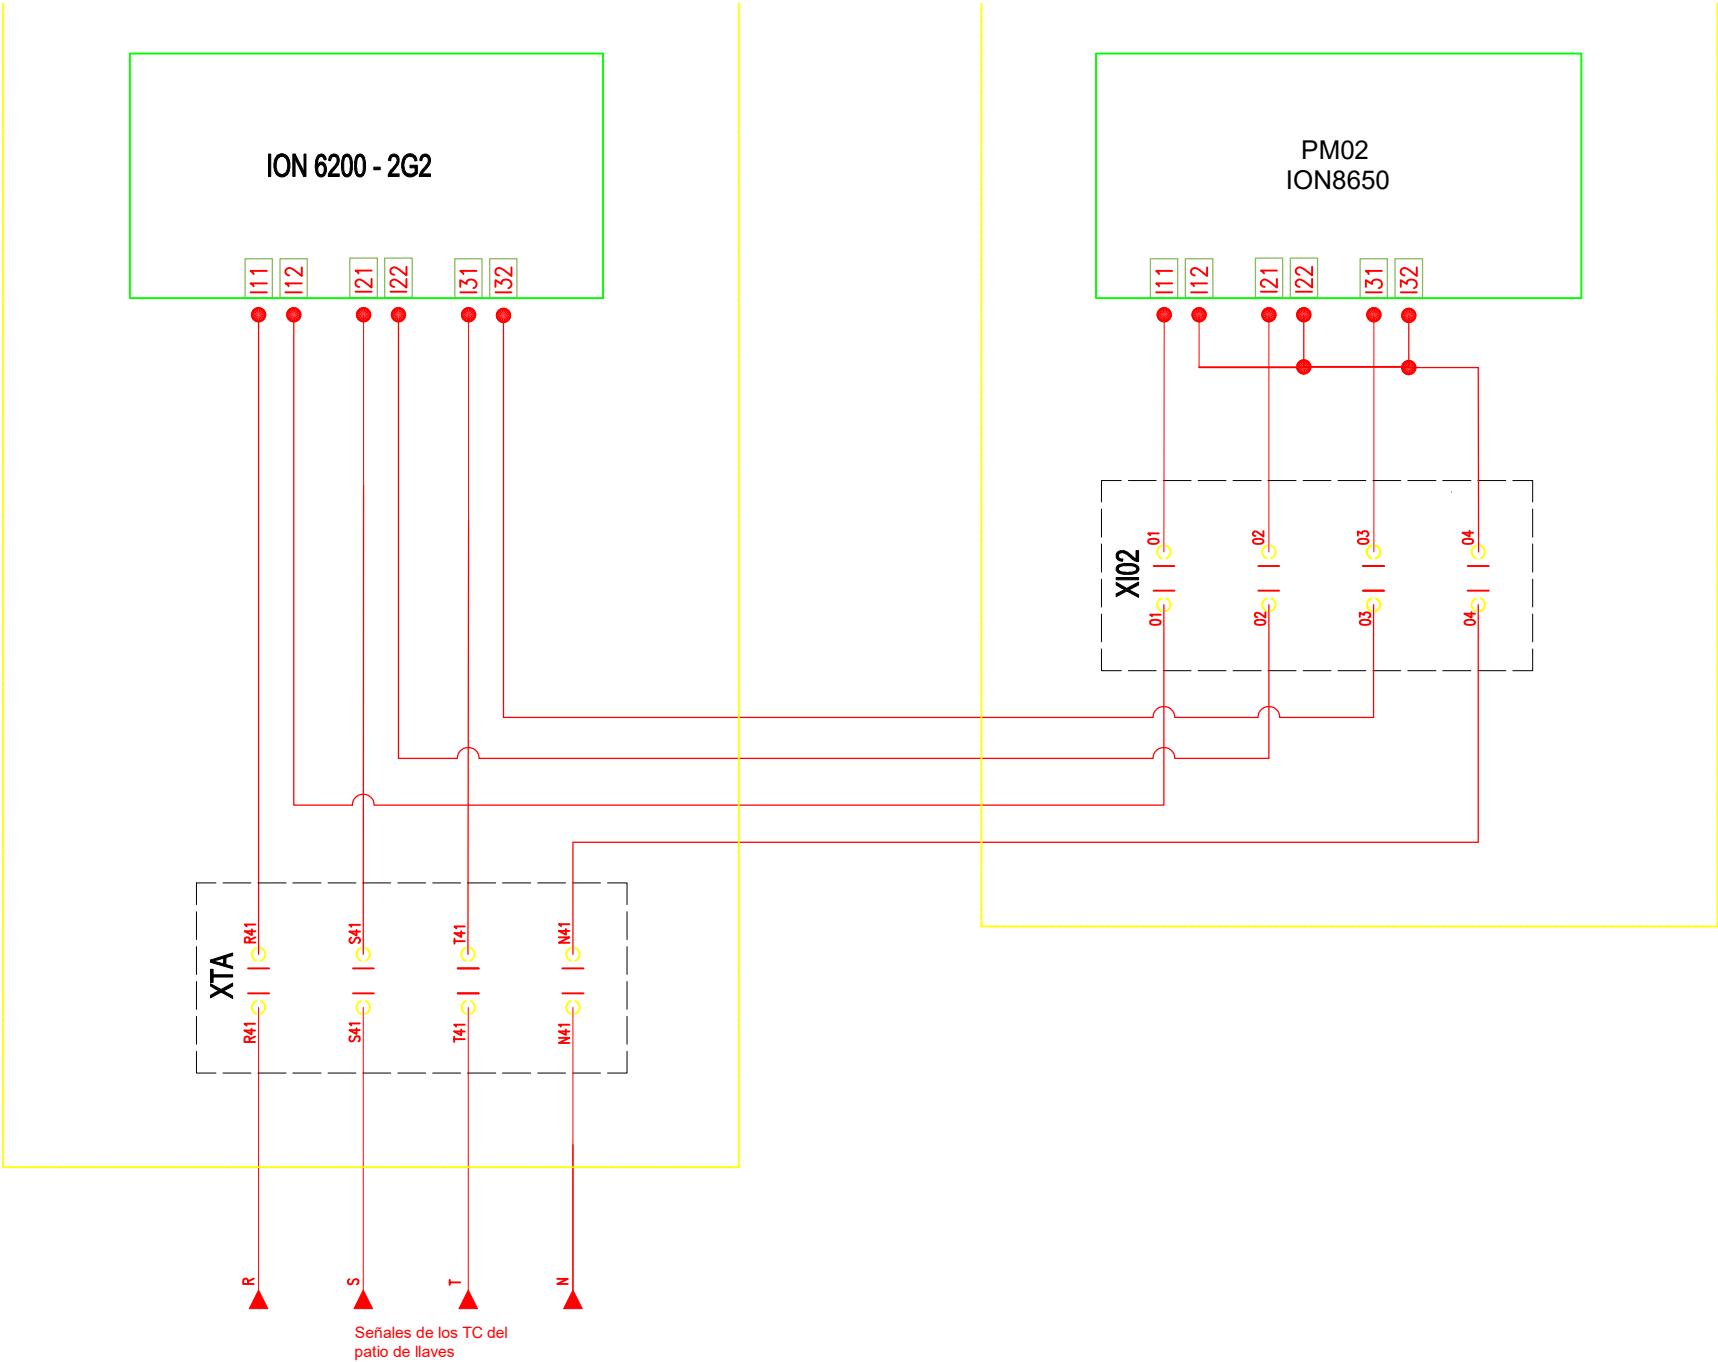 ION 6200 - 2G2
I11 I12 I21 I22 I31 I32
PM02
ION8650
I11 I12 I21 I22 I31 I32
XI02
01 02 03 04
01 02 03 04
XTA
R41 S41 T41 N41
R41 S41 T41 N41
R S T N
Señales de los TC del
patio de llaves